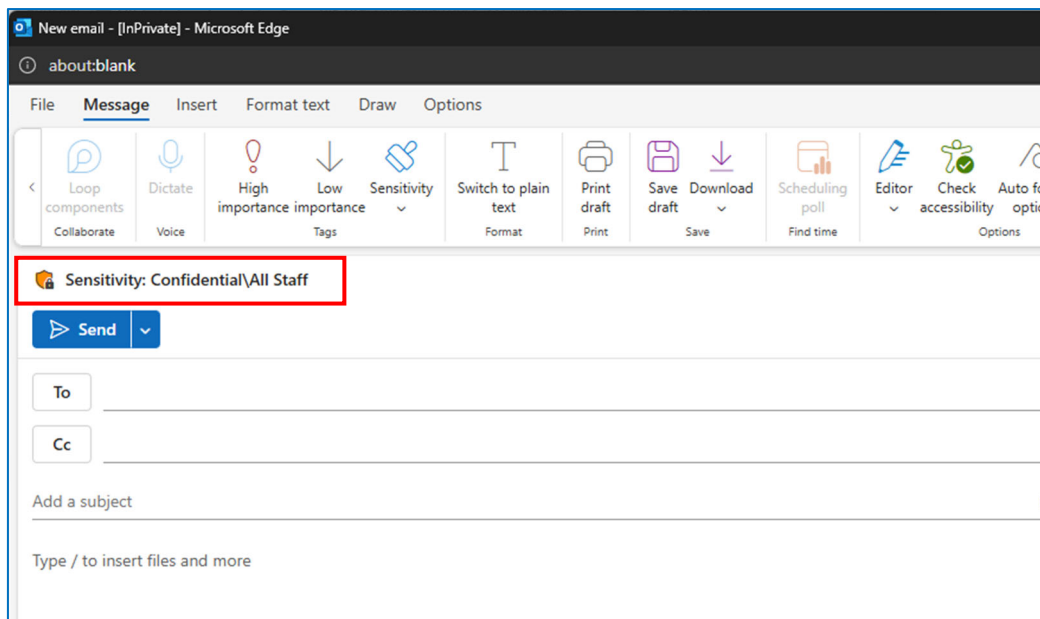 New email - [InPrivate] - Microsoft Edge
about:blank
File Message Insert Format text Draw Options
Loop components
Dictate
High importance
Low importance
Sensitivity
Switch to plain text
Print draft
Save draft
Download
Scheduling poll
Editor
Check accessibility
Auto
Collaborate Voice Tags Format Print Save Find time Options
Sensitivity: Confidential\All Staff
Send
To
Cc
Add a subject
Type / to insert files and more